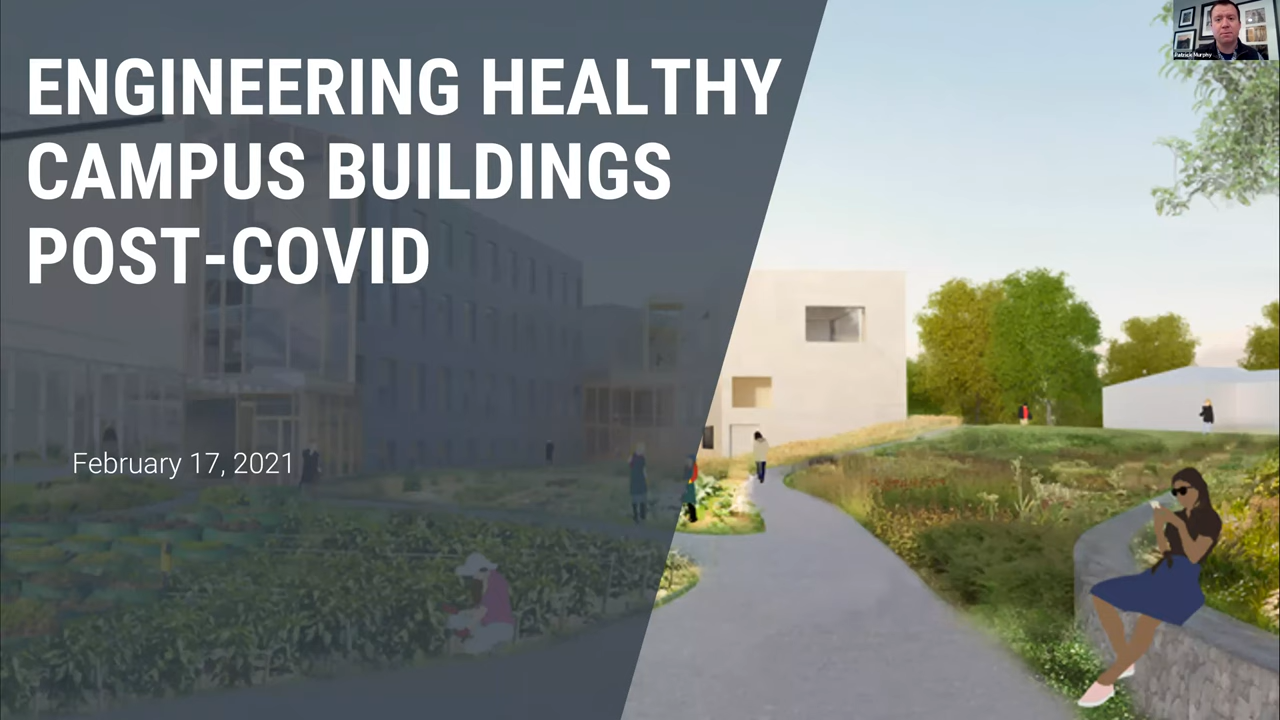 ENGINEERING HEALTHY
CAMPUS BUILDINGS
POST-COVID
February 17, 2021
Patrick Murphy